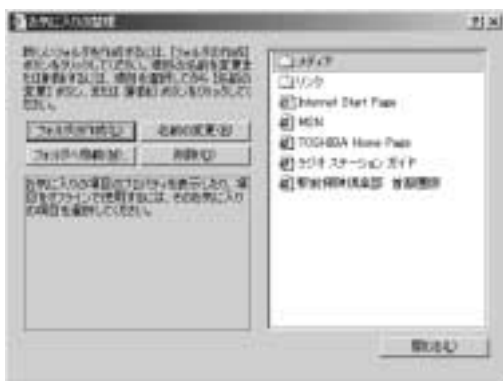 お気に入りの整理
新しいフォルダを作成するには、[フォルダの作成]
ボタンをクリックしてください。項目の名前を変更ま
たは削除するには、項目を選択してから [名前の
変更] ボタン、または [削除] ボタンをクリックしてく
ださい。
フォルダの作成(C)
名前の変更(R)
フォルダへ移動(M)...
削除(D)
お気に入りの項目のプロパティを表示したり、項
目をオフラインで使用するには、そのお気に入り
の項目を選択してください。
メディア
リンク
Internet Start Page
MSN
TOSHIBA Home Page
ラジオ ステーション ガイド
駅前探険倶楽部
閉じる(L)